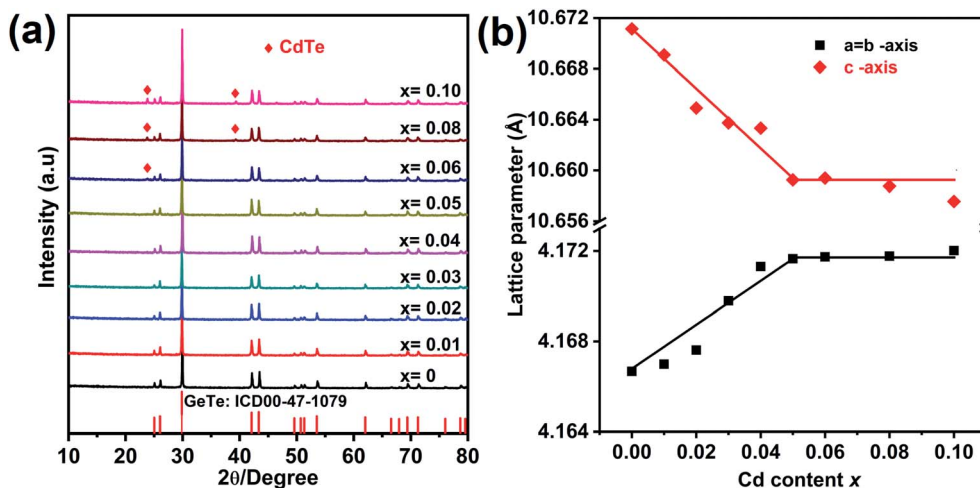 (a)
CdTe
x= 0.10
x= 0.08
x= 0.06
x= 0.05
x= 0.04
x= 0.03
x= 0.02
x= 0.01
x= 0
GeTe: ICD00-47-1079
Intensity (a.u)
10 20 30 40 50 60 70 80
2θ/Degree
(b)
a=b -axis
c -axis
10.672
10.668
10.664
10.660
10.656
4.172
4.168
4.164
Lattice parameter (Å)
0.00 0.02 0.04 0.06 0.08 0.10
Cd content x